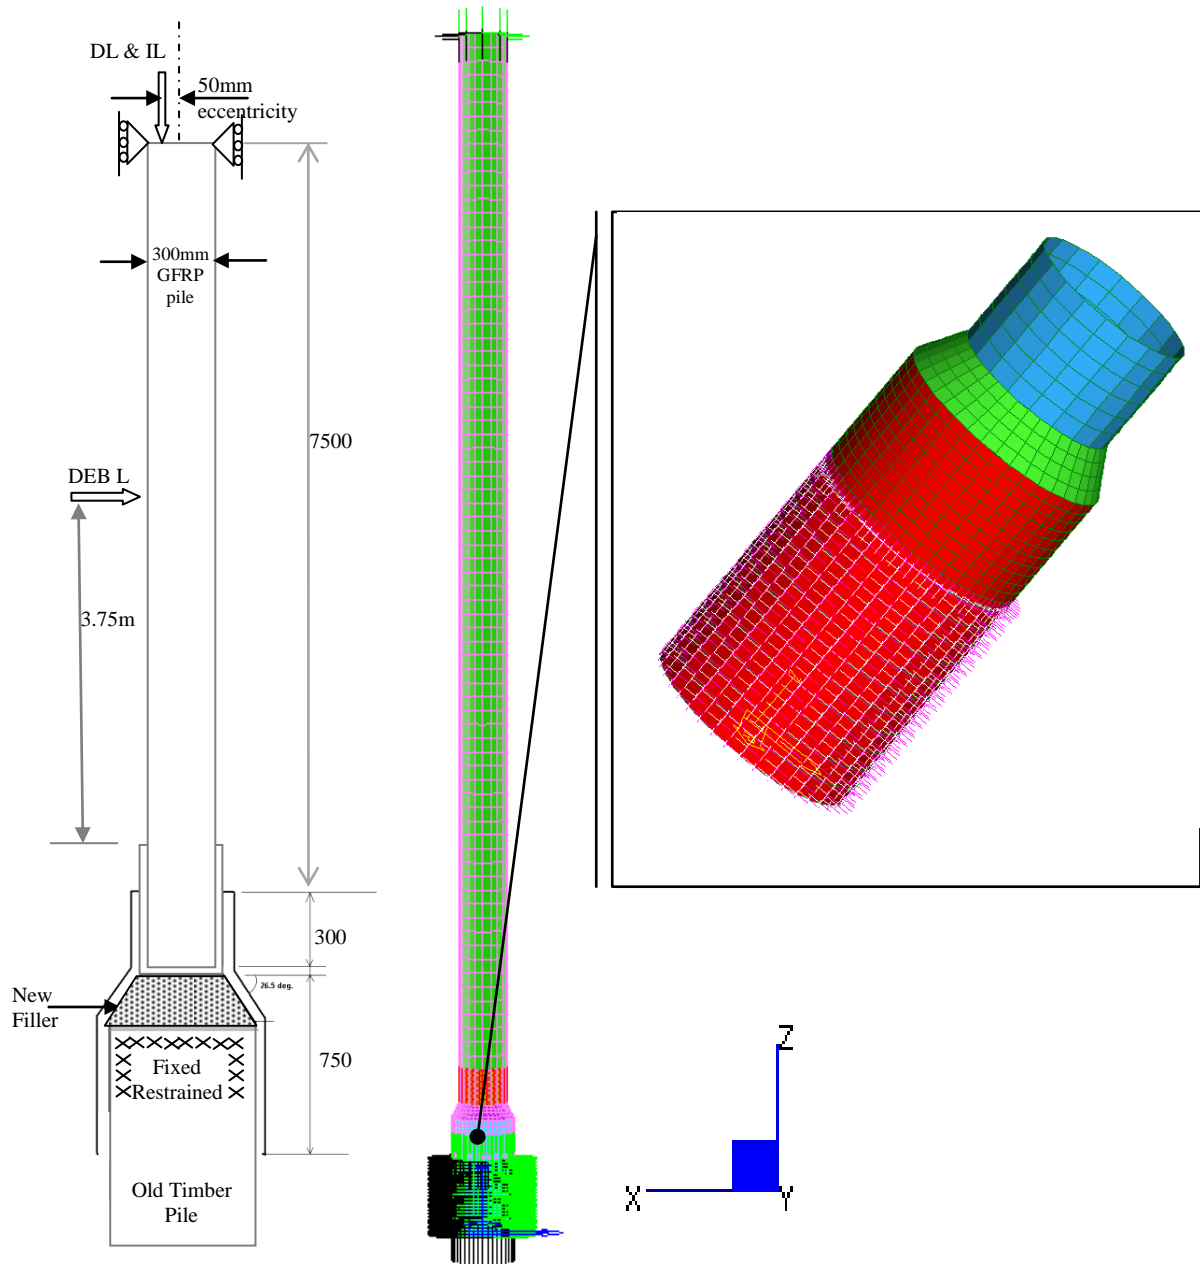 DL & IL
50mm
eccentricity
300mm
GFRP
pile
7500
DEB L
3.75m
300
26.5 deg.
New
Filler
750
Fixed
Restrained
Old Timber
Pile
Z
X
Y